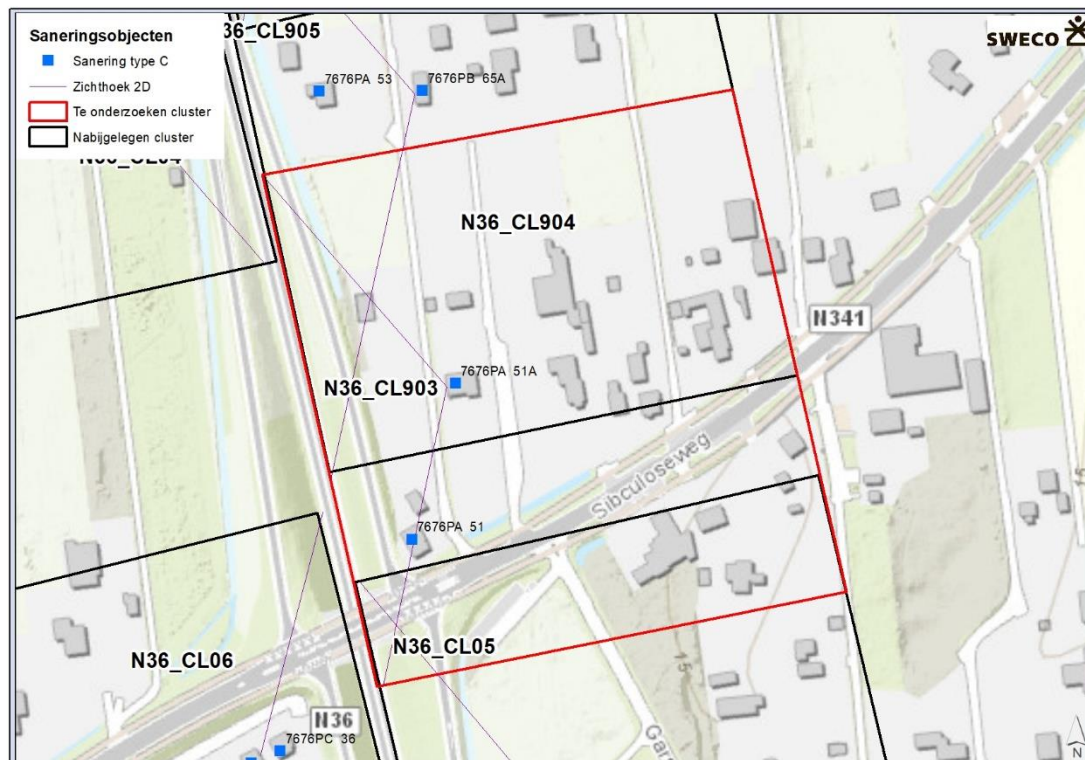 Saneringsobjecten
Sanering type C
Zichthoek 2D
Te onderzoeken cluster
Nabijgelegen cluster
SWECO
7676PA 53
7676PB 65A
N36_CL904
N341
7676PA 51A
N36_CL903
Sibculoseweg
7676PA 51
N36_CL05
N36_CL06
15
N36
7676PC 36
15
N